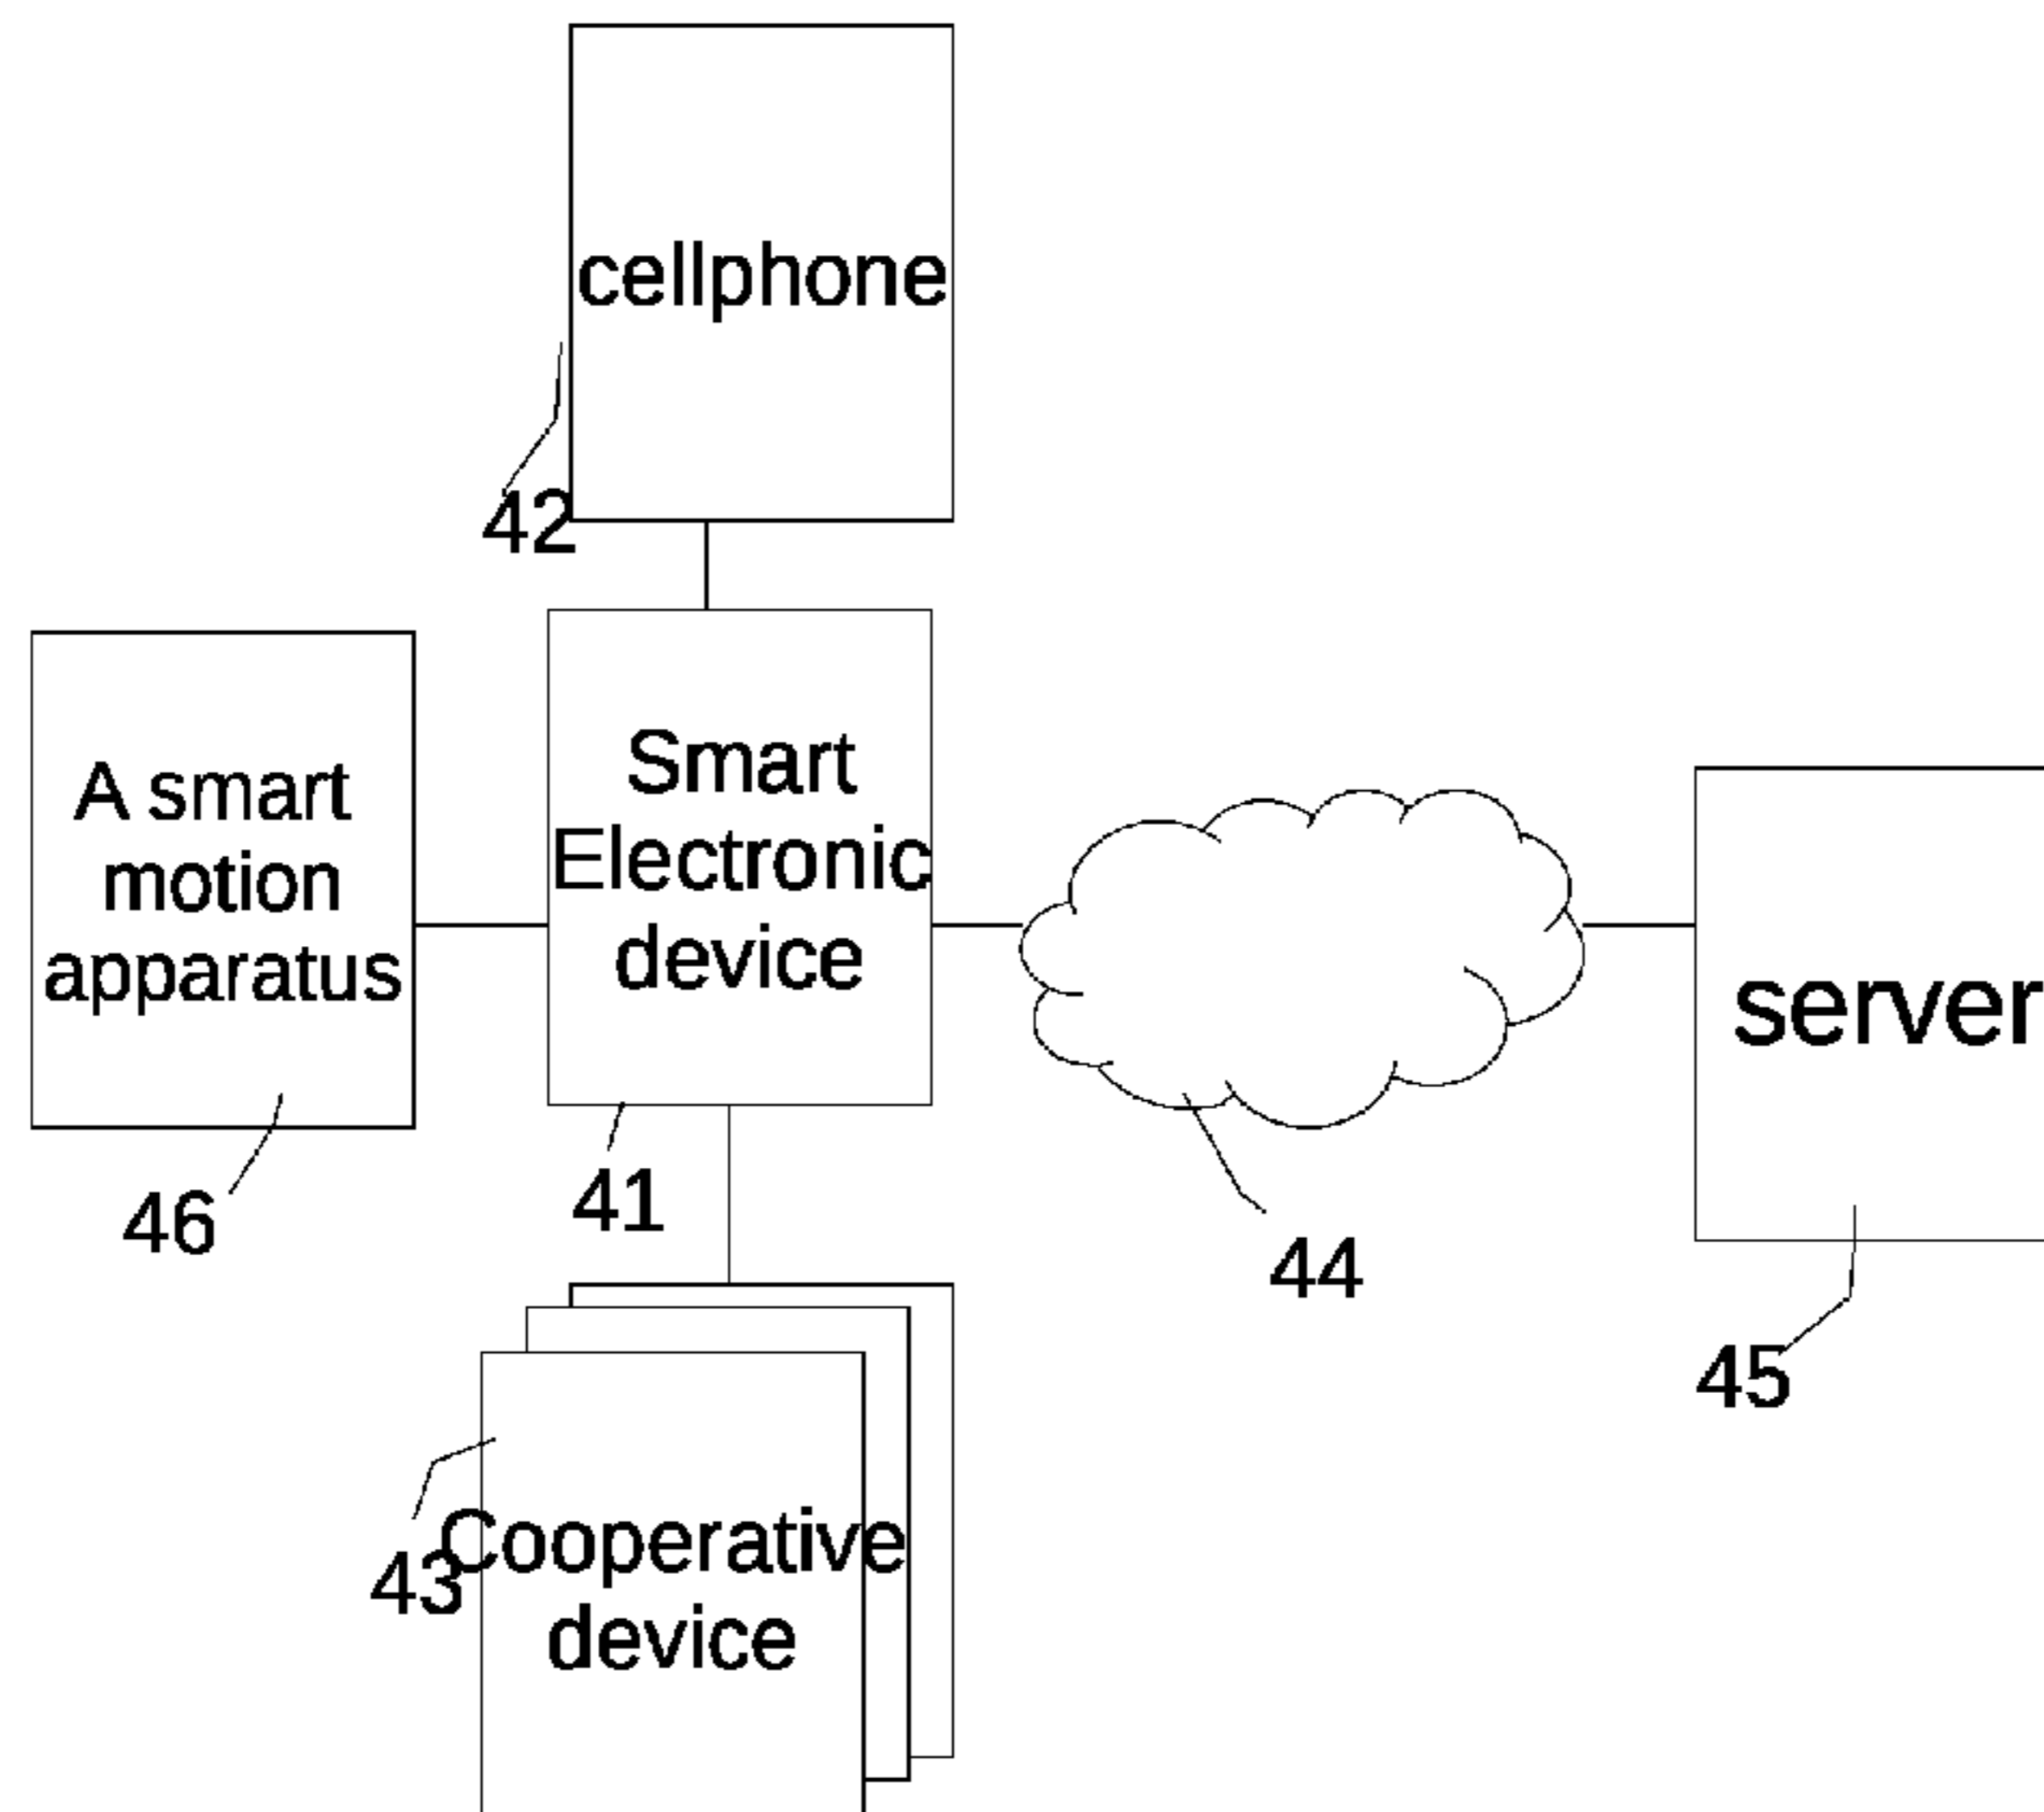 cellphone
42
A smart
motion
apparatus
46
Smart
Electronic
device
41
44
server
45
43
Cooperative
device